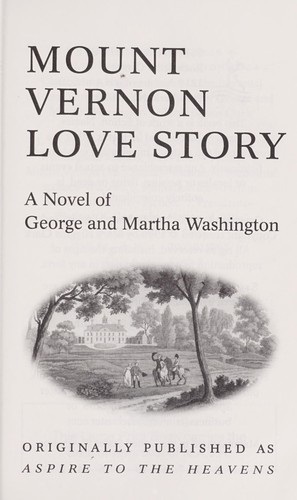 MOUNT
VERNON
LOVE STORY
A Novel of
George and Martha Washington
ORIGINALLY PUBLISHED AS
ASPIRE TO THE HEAVENS